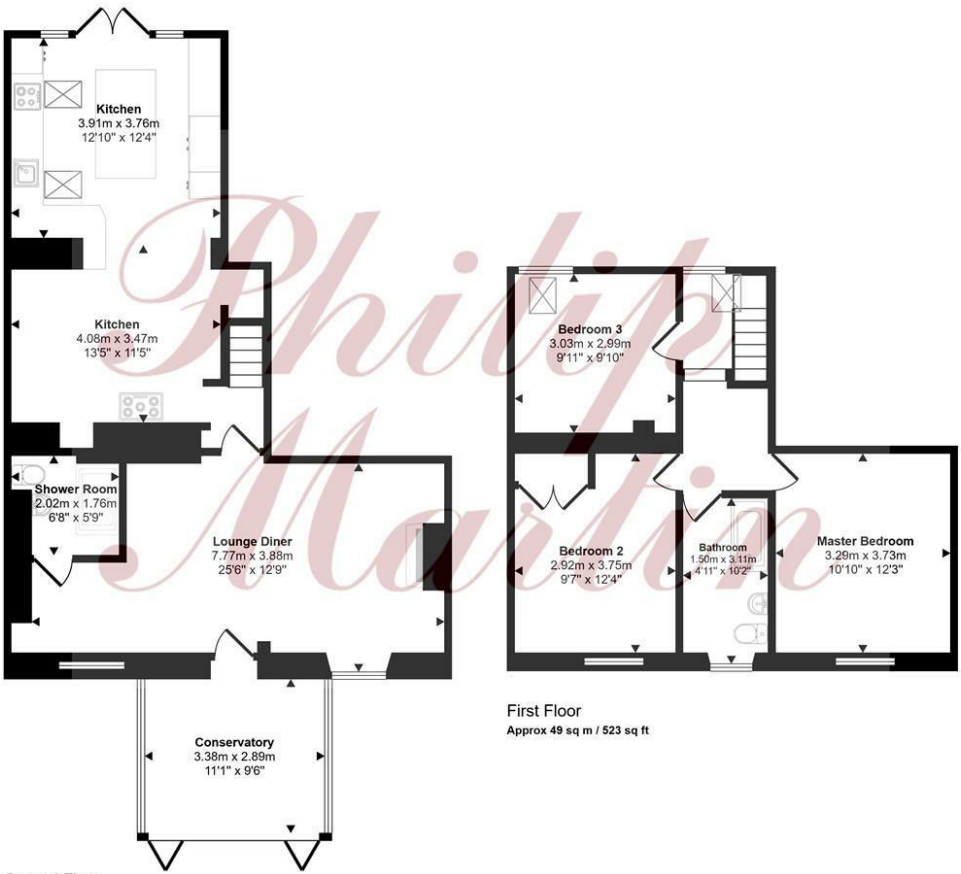 Kitchen
3.91m x 3.76m
12'10" x 12'4"
Kitchen
4.08m x 3.47m
13'5" x 11'5"
Shower Room
2.02m x 1.76m
6'8" x 5'9"
Lounge Diner
7.77m x 3.88m
25'6" x 12'9"
Conservatory
3.38m x 2.89m
11'1" x 9'6"
Bedroom 3
3.03m x 2.99m
9'11" x 9'10"
Bedroom 2
2.92m x 3.75m
9'7" x 12'4"
Bathroom
1.50m x 3.11m
4'11" x 10'2"
Master Bedroom
3.29m x 3.73m
10'10" x 12'3"
First Floor
Approx 49 sq m / 523 sq ft
Philip
Martin